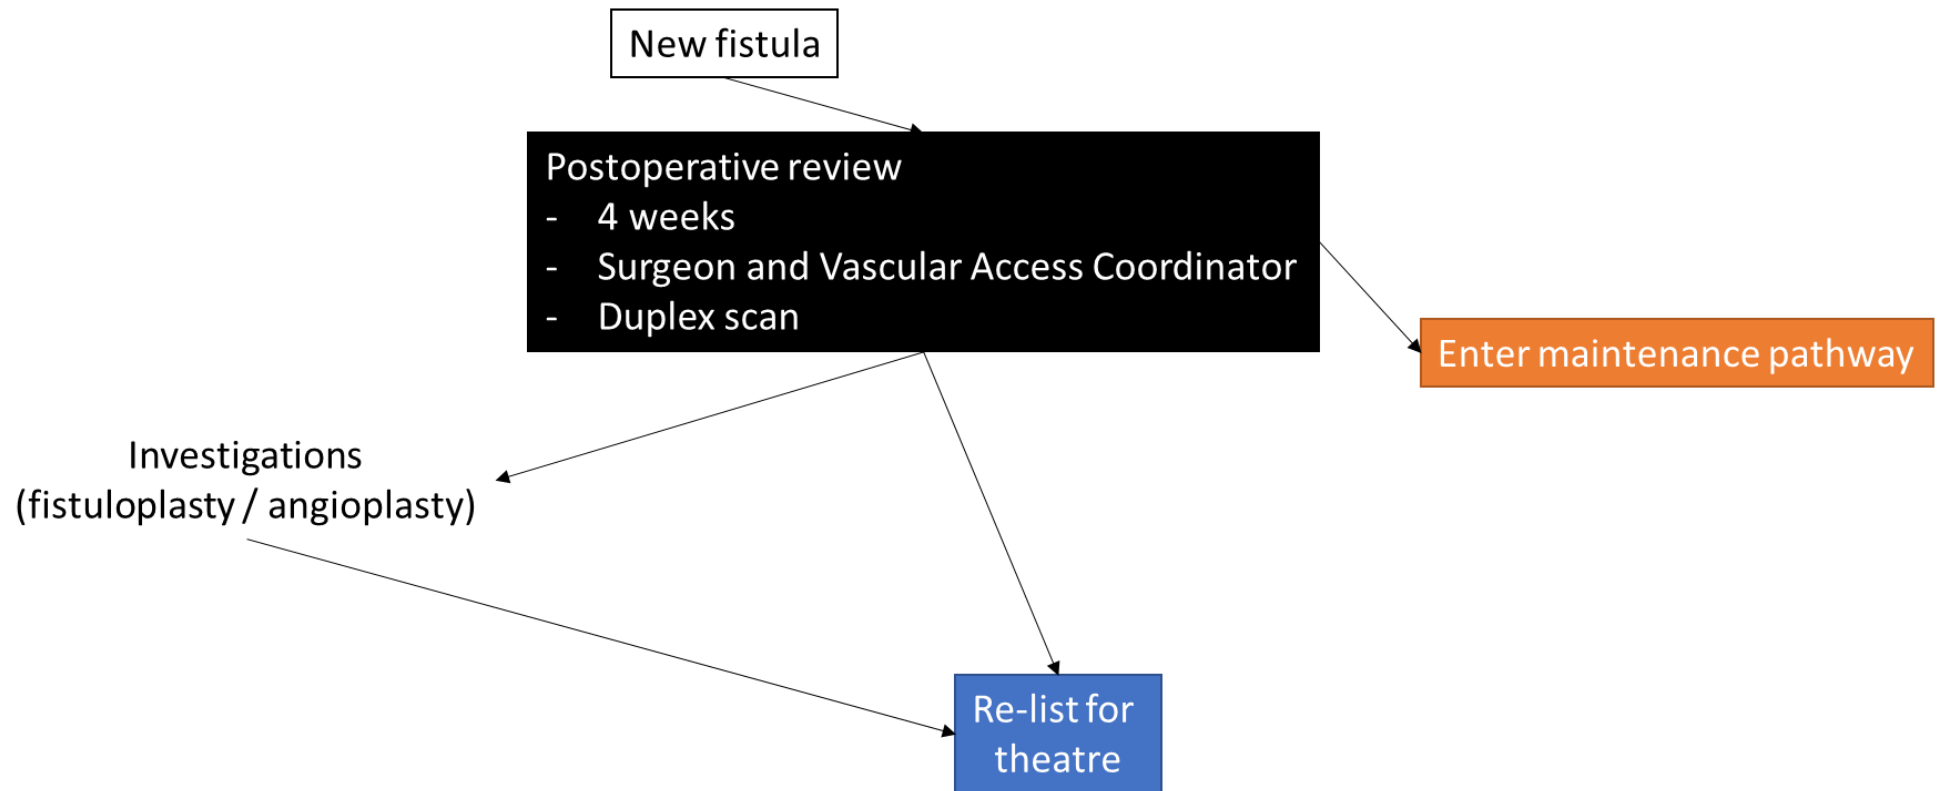 New fistula
Postoperative review
- 4 weeks
- Surgeon and Vascular Access Coordinator
- Duplex scan
Enter maintenance pathway
Investigations
(fistuloplasty / angioplasty)
Re-list for
theatre